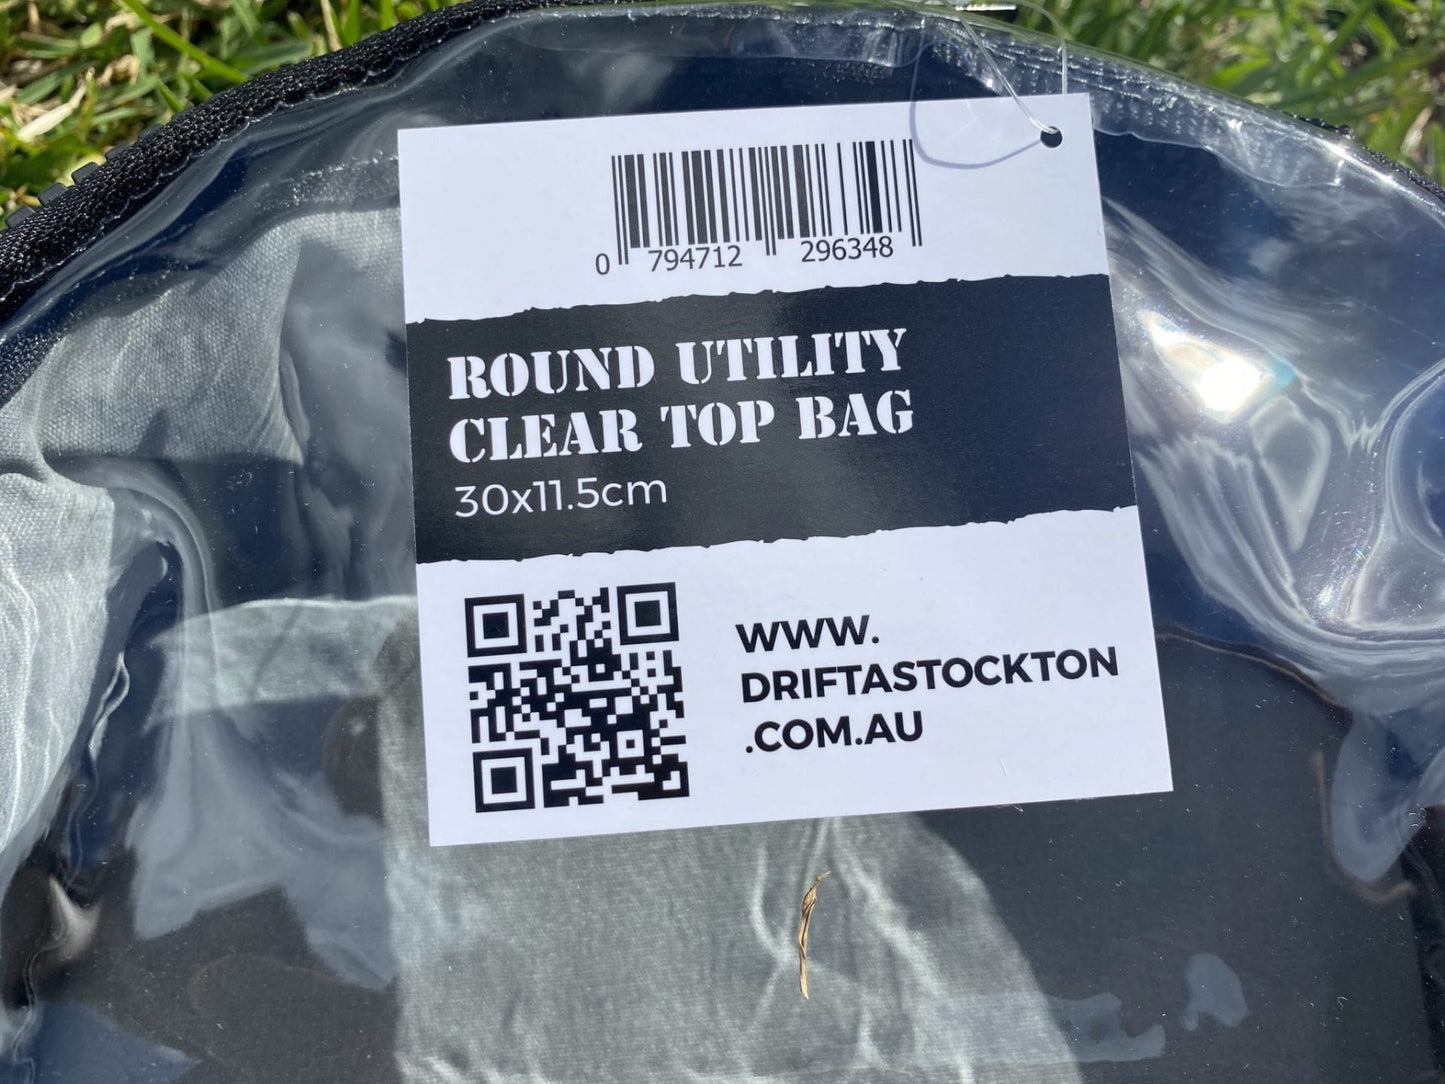 0 794712 296348
ROUND UTILITY
CLEAR TOP BAG
30x11.5cm
WWW.
DRIFTASTOCKTON
.COM.AU